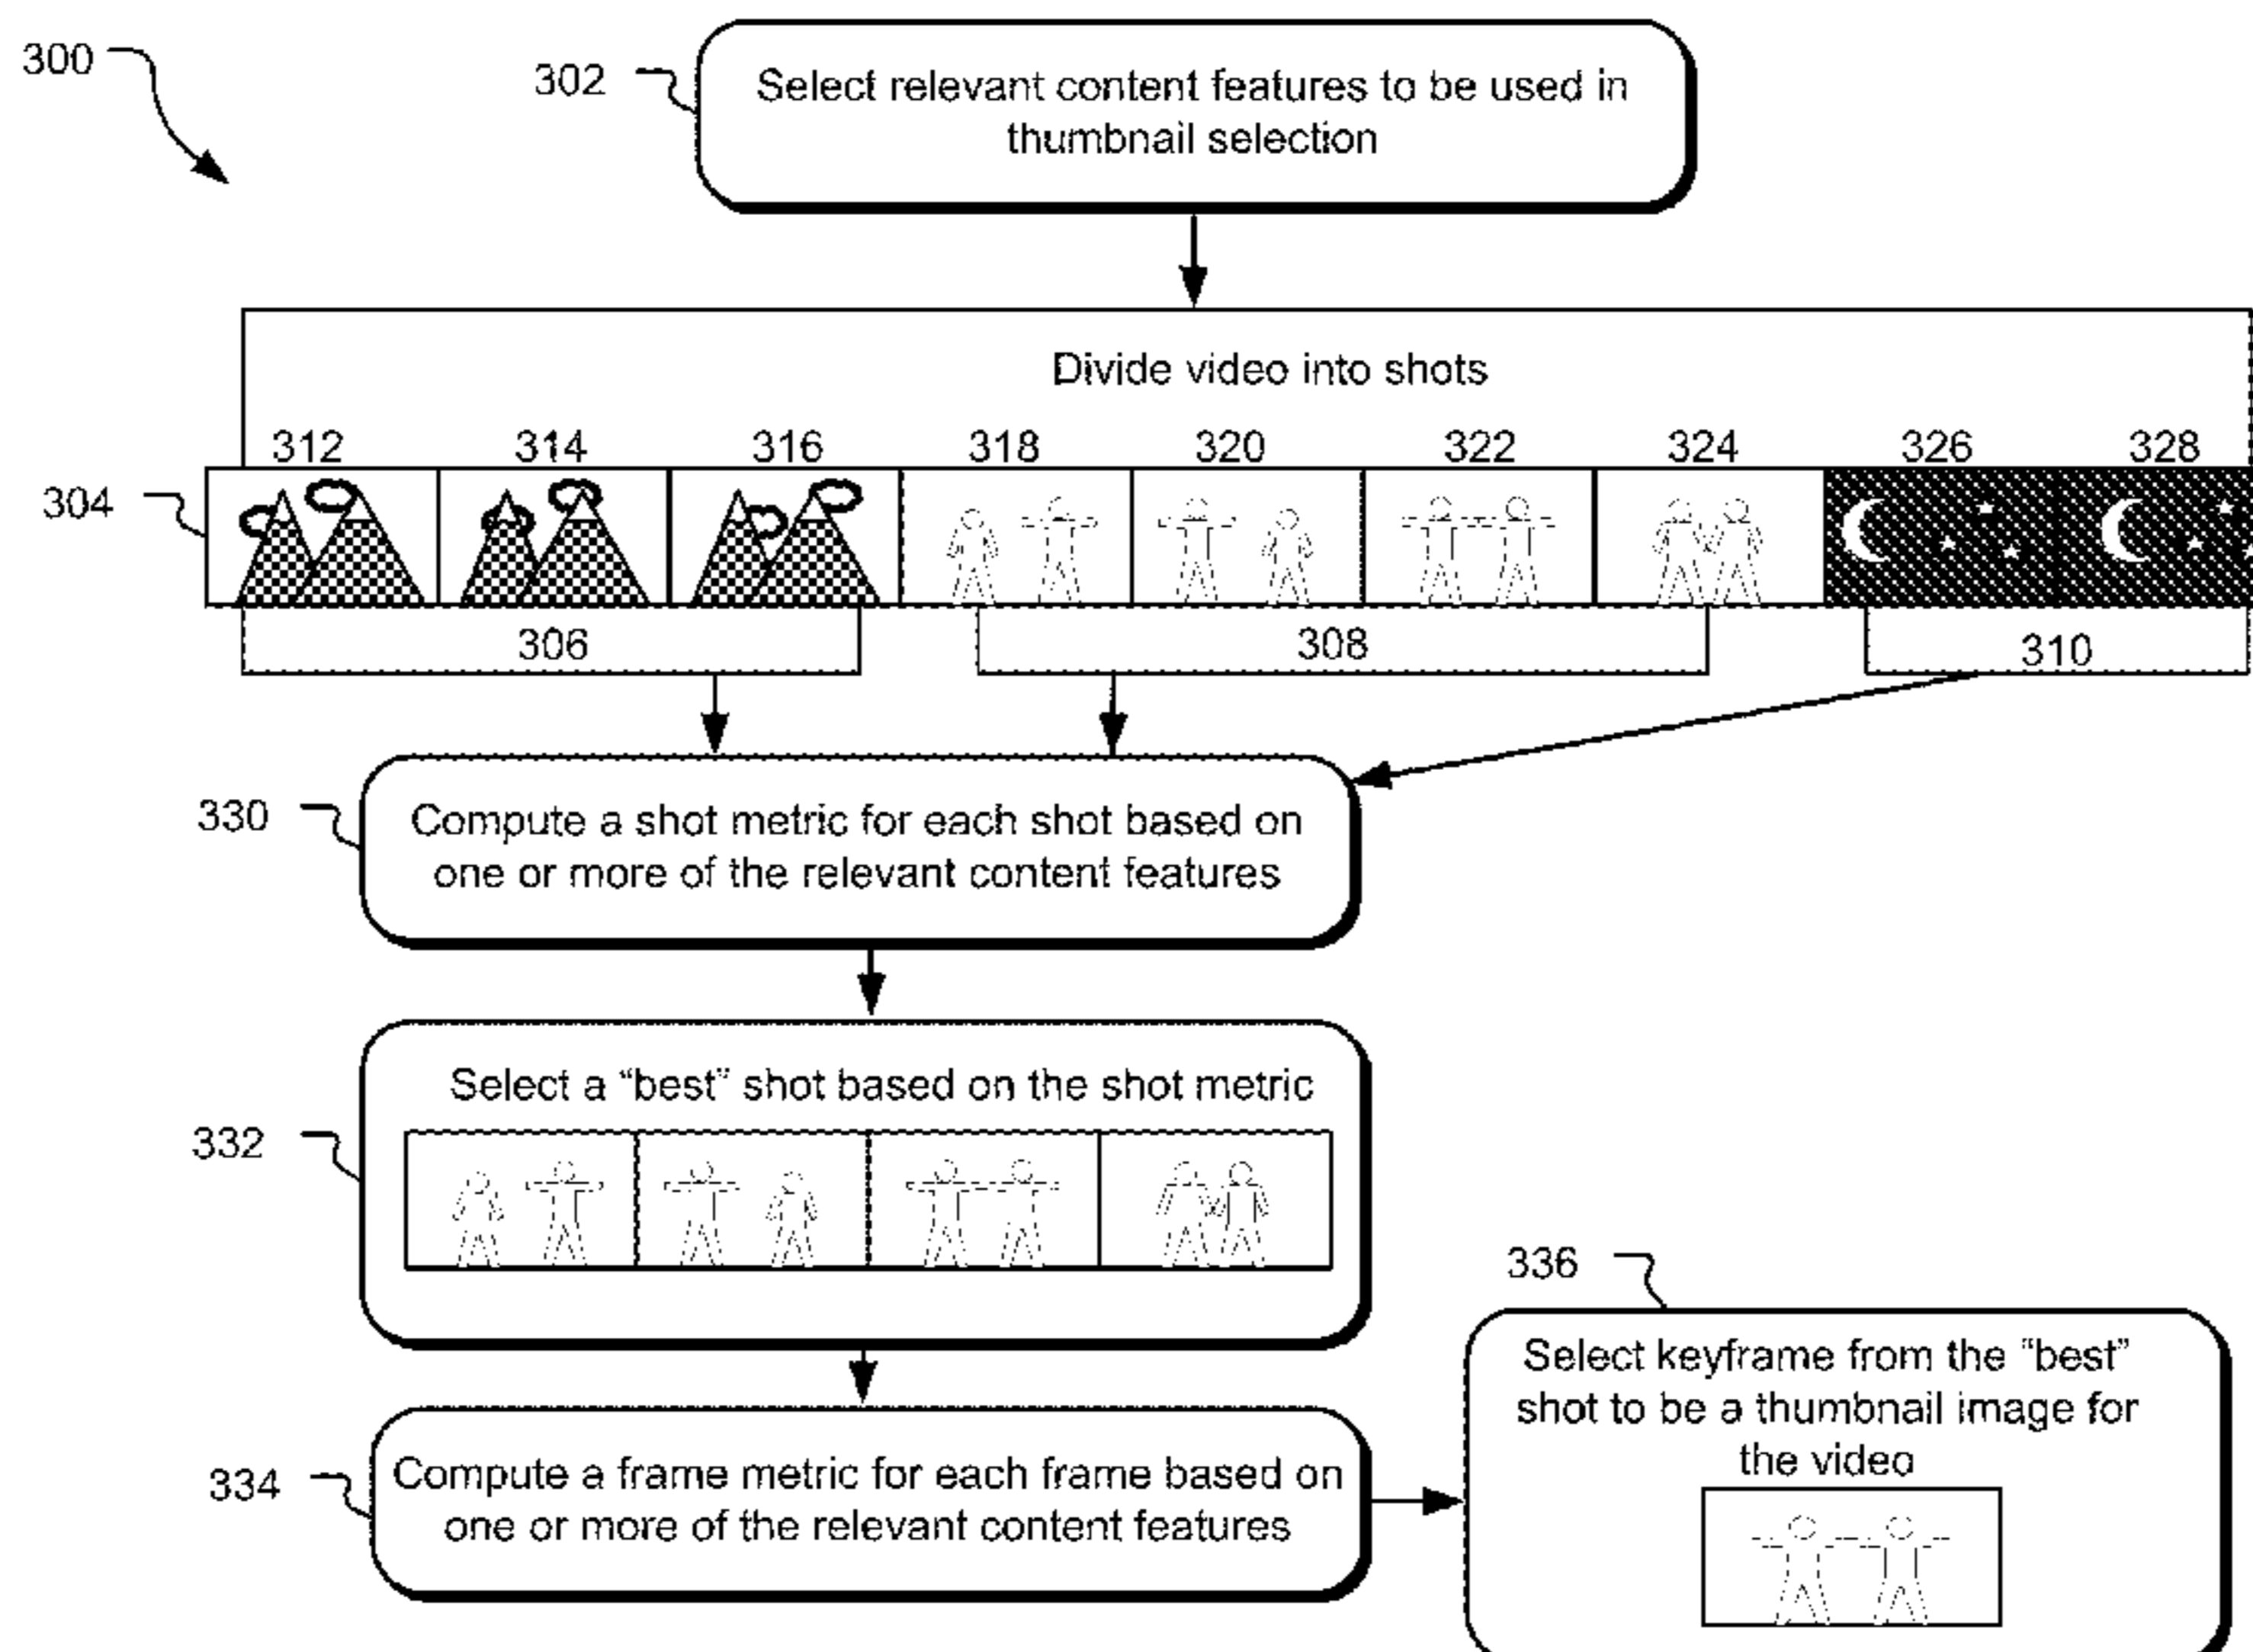 300
302
Select relevant content features to be used in
thumbnail selection
Divide video into shots
312 314 316 318 320 322 324 326 328
304
306 308 310
330
Compute a shot metric for each shot based on
one or more of the relevant content features
Select a “best” shot based on the shot metric
332
336
Select keyframe from the “best”
shot to be a thumbnail image for
the video
334
Compute a frame metric for each frame based on
one or more of the relevant content features